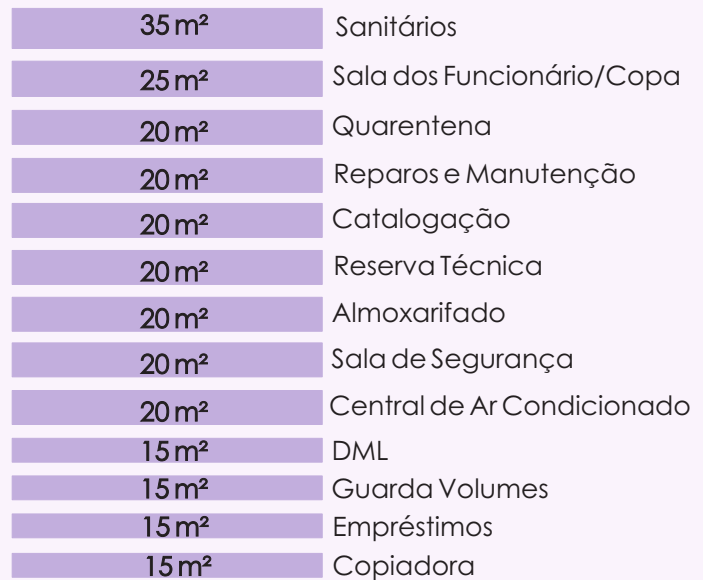 35 m² Sanitários
25 m² Sala dos Funcionário/Copa
20 m² Quarentena
20 m² Reparos e Manutenção
20 m² Catalogação
20 m² Reserva Técnica
20 m² Almoxarifado
20 m² Sala de Segurança
20 m² Central de Ar Condicionado
15 m² DML
15 m² Guarda Volumes
15 m² Empréstimos
15 m² Copiadora